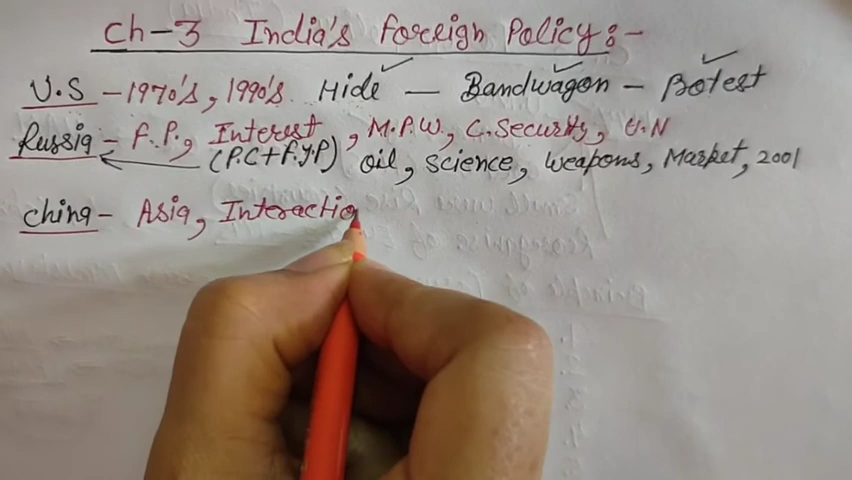 Ch-3 India's Foreign Policy:-
U.S - 1970's, 1990's Hide - Bandwagon - Botest
Russia - F.P., Interest, M.P.W., C.Security, U.N
(P.C + F.Y.P) Oil, Science, Weapons, Market, 2001
China - Asia, Interactio